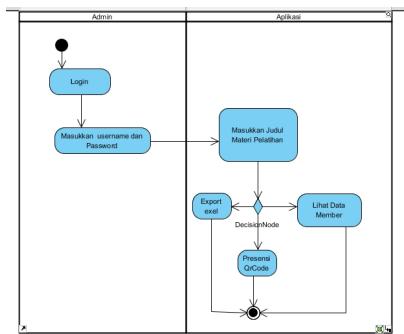 Admin
Aplikasi
Login
Masukkan username dan
Password
Masukkan Judul
Materi Pelatihan
Export
exel
Lihat Data
Member
DecisionNode
Presensi
QrCode